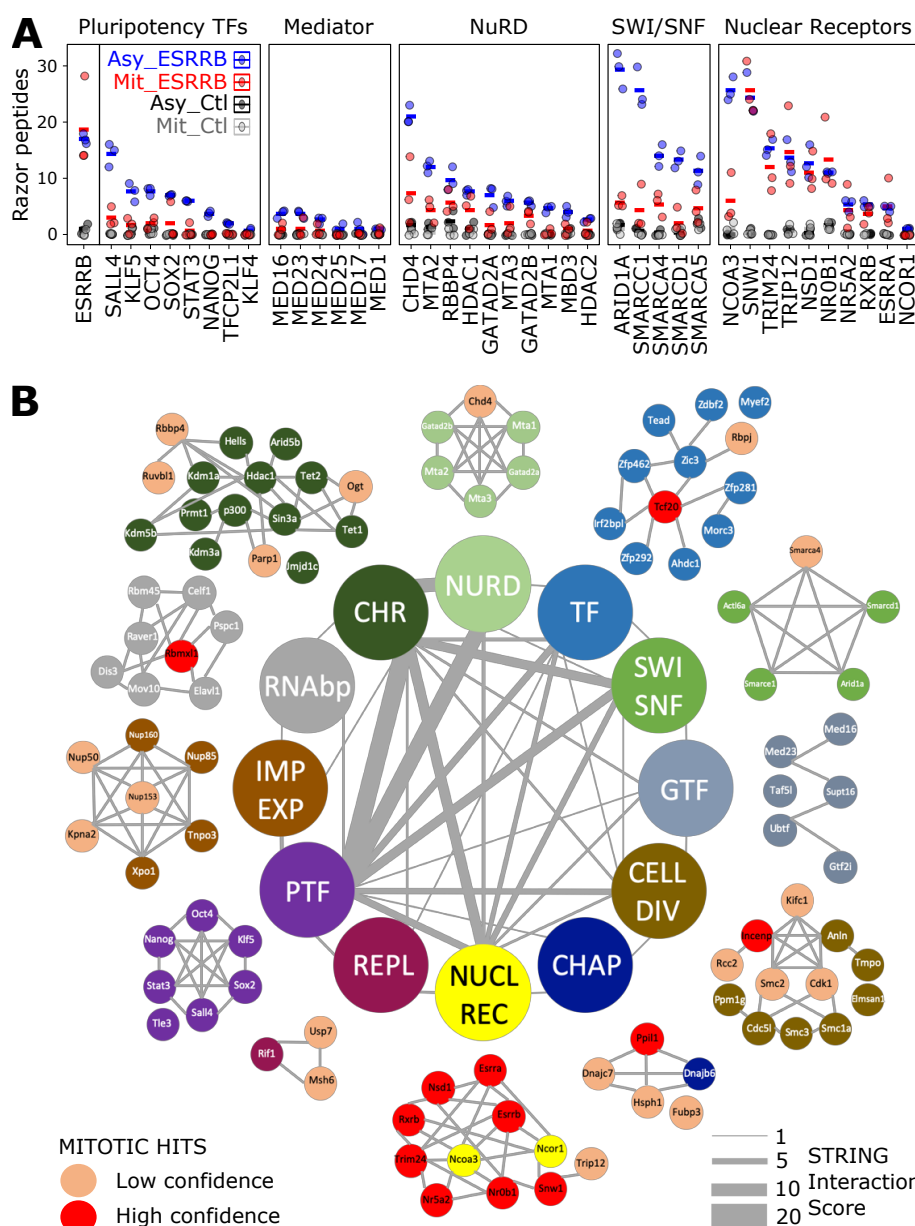 A
Pluripotency TFs
Mediator
NuRD
SWI/SNF
Nuclear Receptors
Razor peptides
30
20
10
0
Asy_ESRRB
Mit_ESRRB
Asy_Ctl
Mit_Ctl
ESRRB
SALL4
KLF5
OCT4
SOX2
STAT3
NANOG
TFCP2L1
KLF4
MED16
MED23
MED24
MED25
MED17
MED1
CHD4
MTA2
RBBP4
HDAC1
GATAD2A
MTA3
GATAD2B
MTA1
MBD3
HDAC2
ARID1A
SMARCC1
SMARCA4
SMARCD1
SMARCA5
NCOA3
SNW1
TRIM24
TRIP12
NSD1
NR0B1
NR5A2
RXRB
ESRRA
NCOR1
B
Rbbp4
Hells
Arid5b
Ruvbl1
Kdm1a
Hdac1
Tet2
Ogt
Prmt1
p300
Sin3a
Kdm5b
Tet1
Kdm3a
Parp1
Jmjd1c
Chd4
Gatad2b
Mta1
Mta2
Gatad2a
Mta3
Tead
Zdbf2
Myef2
Rbpj
Zfp462
Zic3
Tcf20
Zfp281
Irf2bpl
Morc3
Zfp292
Ahdc1
Rbm45
Celf1
Raver1
Pspc1
Rbmxl1
Dis3
Mov10
Elavl1
Smarca4
Actl6a
Smarcd1
Smarce1
Arid1a
Nup160
Nup50
Nup85
Nup153
Kpna2
Tnpo3
Xpo1
Med16
Med23
Taf5l
Supt16
Ubtf
Gtf2i
NURD
CHR
TF
RNAbp
SWI
SNF
IMP
EXP
GTF
PTF
CELL
DIV
REPL
NUCL
REC
CHAP
Oct4
Nanog
Klf5
Stat3
Sox2
Sall4
Tle3
Kifc1
Incenp
Anln
Rcc2
Tmpo
Smc2
Cdk1
Ppm1g
Elmsan1
Cdc5l
Smc3
Smc1a
Usp7
Rif1
Msh6
Ppil1
Dnajc7
Dnajb6
Hsph1
Fubp3
Esrra
Nsd1
Rxrb
Esrrb
Trim24
Ncoa3
Ncor1
Trip12
Nr5a2
Nr0b1
Snw1
MITOTIC HITS
Low confidence
High confidence
1
5
10
20
STRING
Interaction
Score